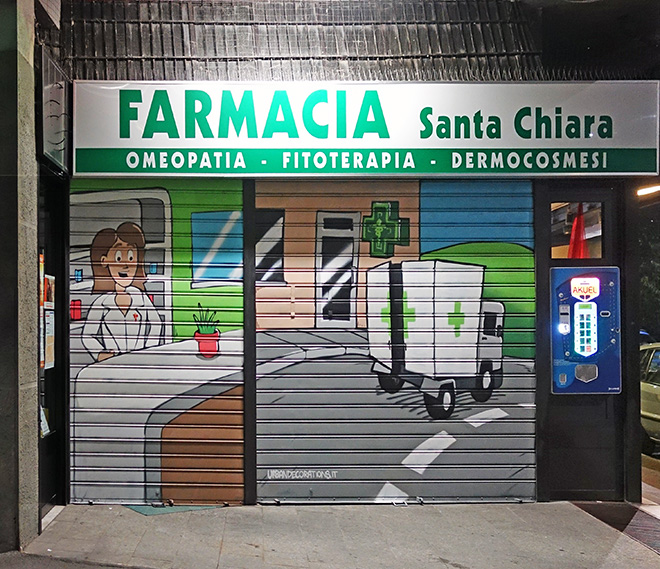 FARMACIA Santa Chiara
OMEOPATIA - FITOTERAPIA - DERMOCOSMESI
AKUEL
URBANDECORATIONS.IT